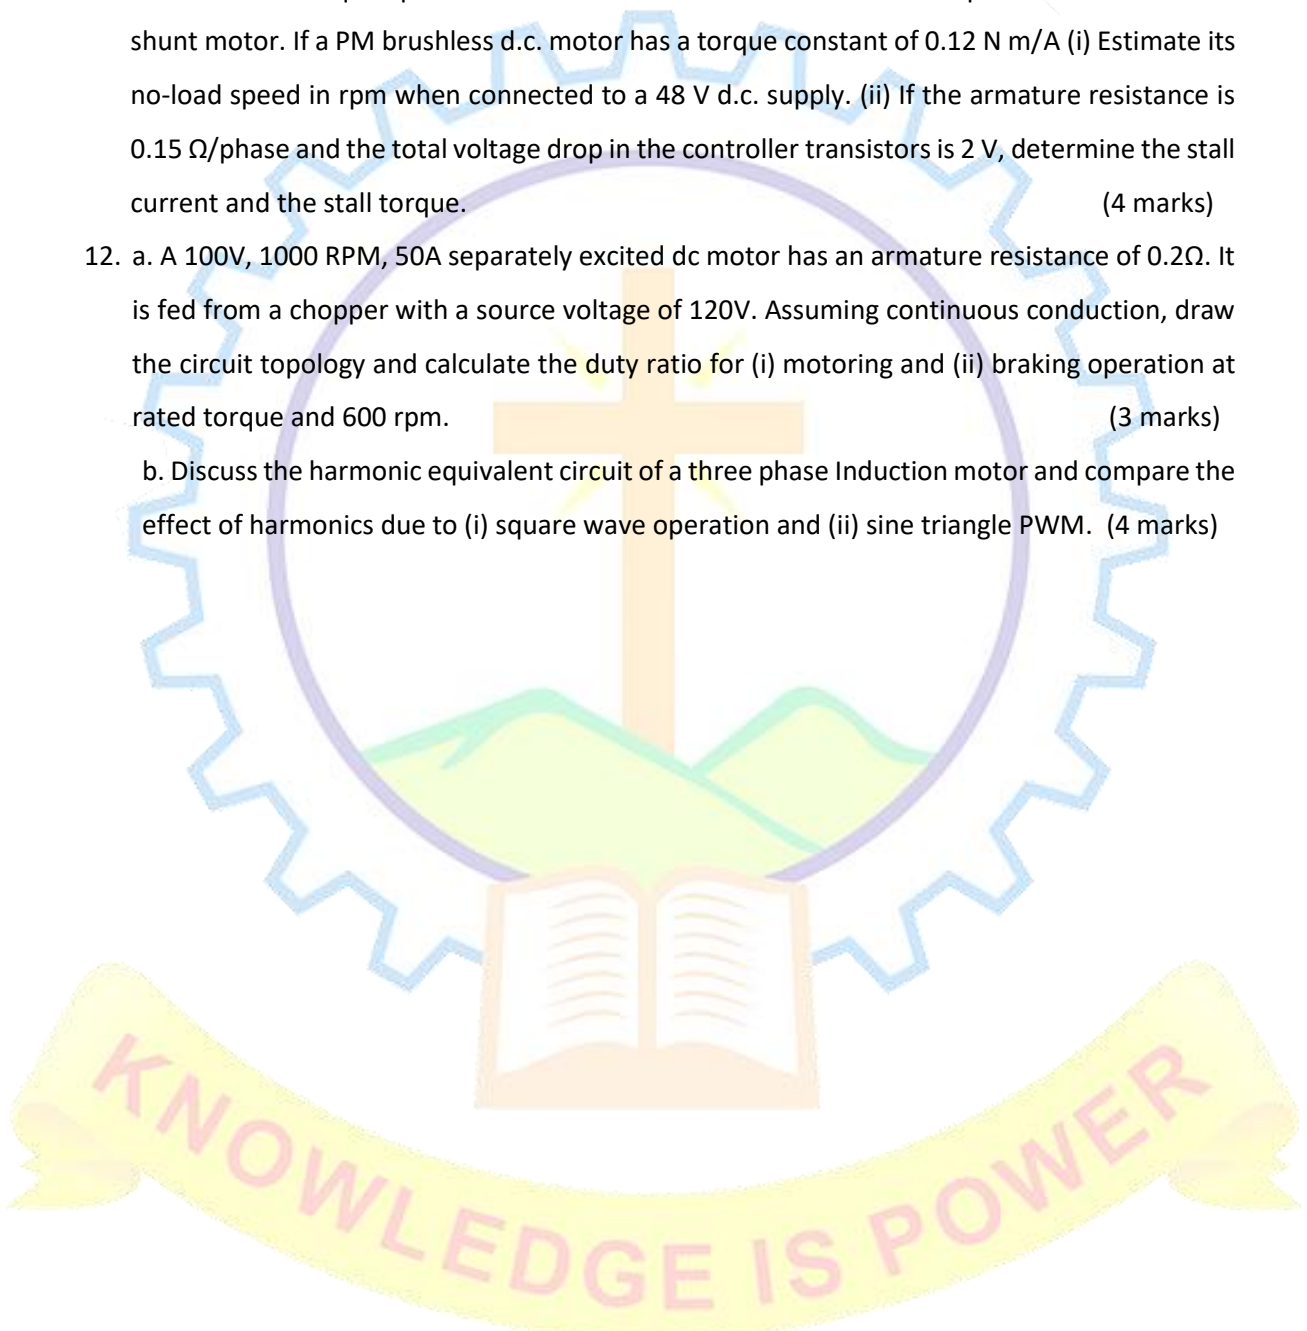 shunt motor. If a PM brushless d.c. motor has a torque constant of 0.12 N m/A (i) Estimate its
no-load speed in rpm when connected to a 48 V d.c. supply. (ii) If the armature resistance is
0.15 Ω/phase and the total voltage drop in the controller transistors is 2 V, determine the stall
current and the stall torque. (4 marks)
12. a. A 100V, 1000 RPM, 50A separately excited dc motor has an armature resistance of 0.2Ω. It
is fed from a chopper with a source voltage of 120V. Assuming continuous conduction, draw
the circuit topology and calculate the duty ratio for (i) motoring and (ii) braking operation at
rated torque and 600 rpm. (3 marks)
b. Discuss the harmonic equivalent circuit of a three phase Induction motor and compare the
effect of harmonics due to (i) square wave operation and (ii) sine triangle PWM. (4 marks)
KNOWLEDGE IS POWER